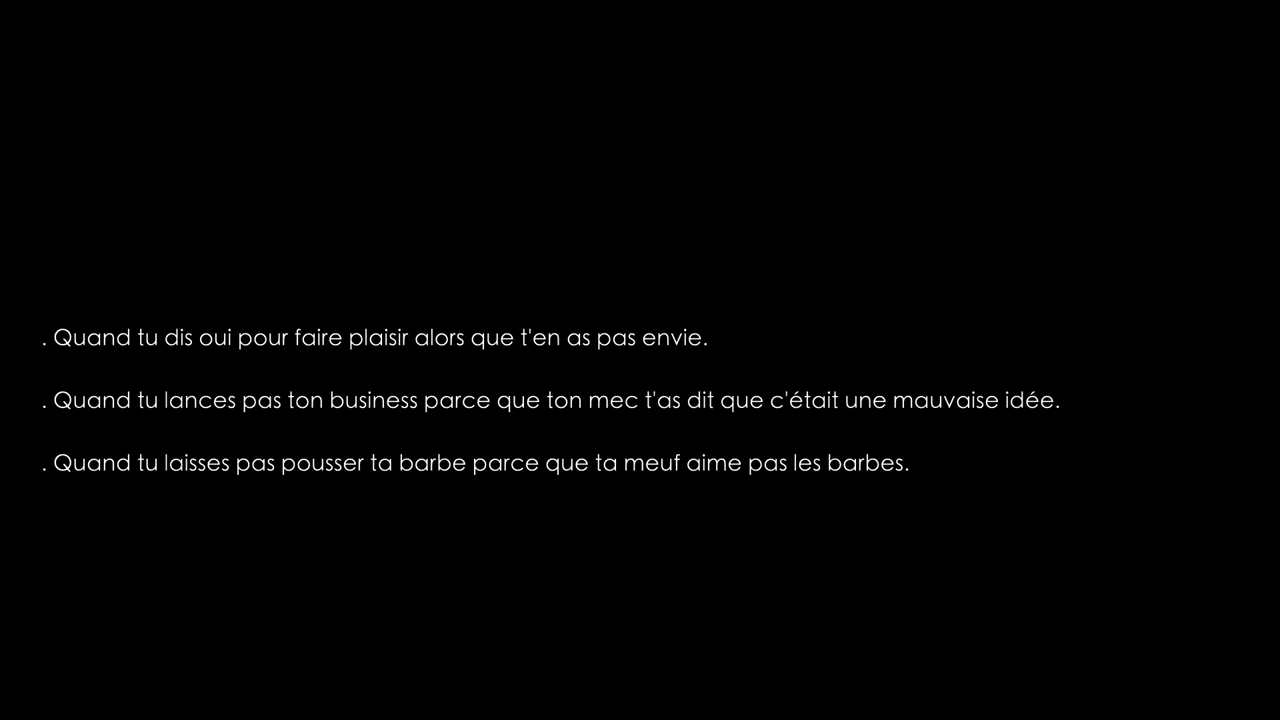 . Quand tu dis oui pour faire plaisir alors que t'en as pas envie.
. Quand tu lances pas ton business parce que ton mec t'as dit que c'était une mauvaise idée.
. Quand tu laisses pas pousser ta barbe parce que ta meuf aime pas les barbes.